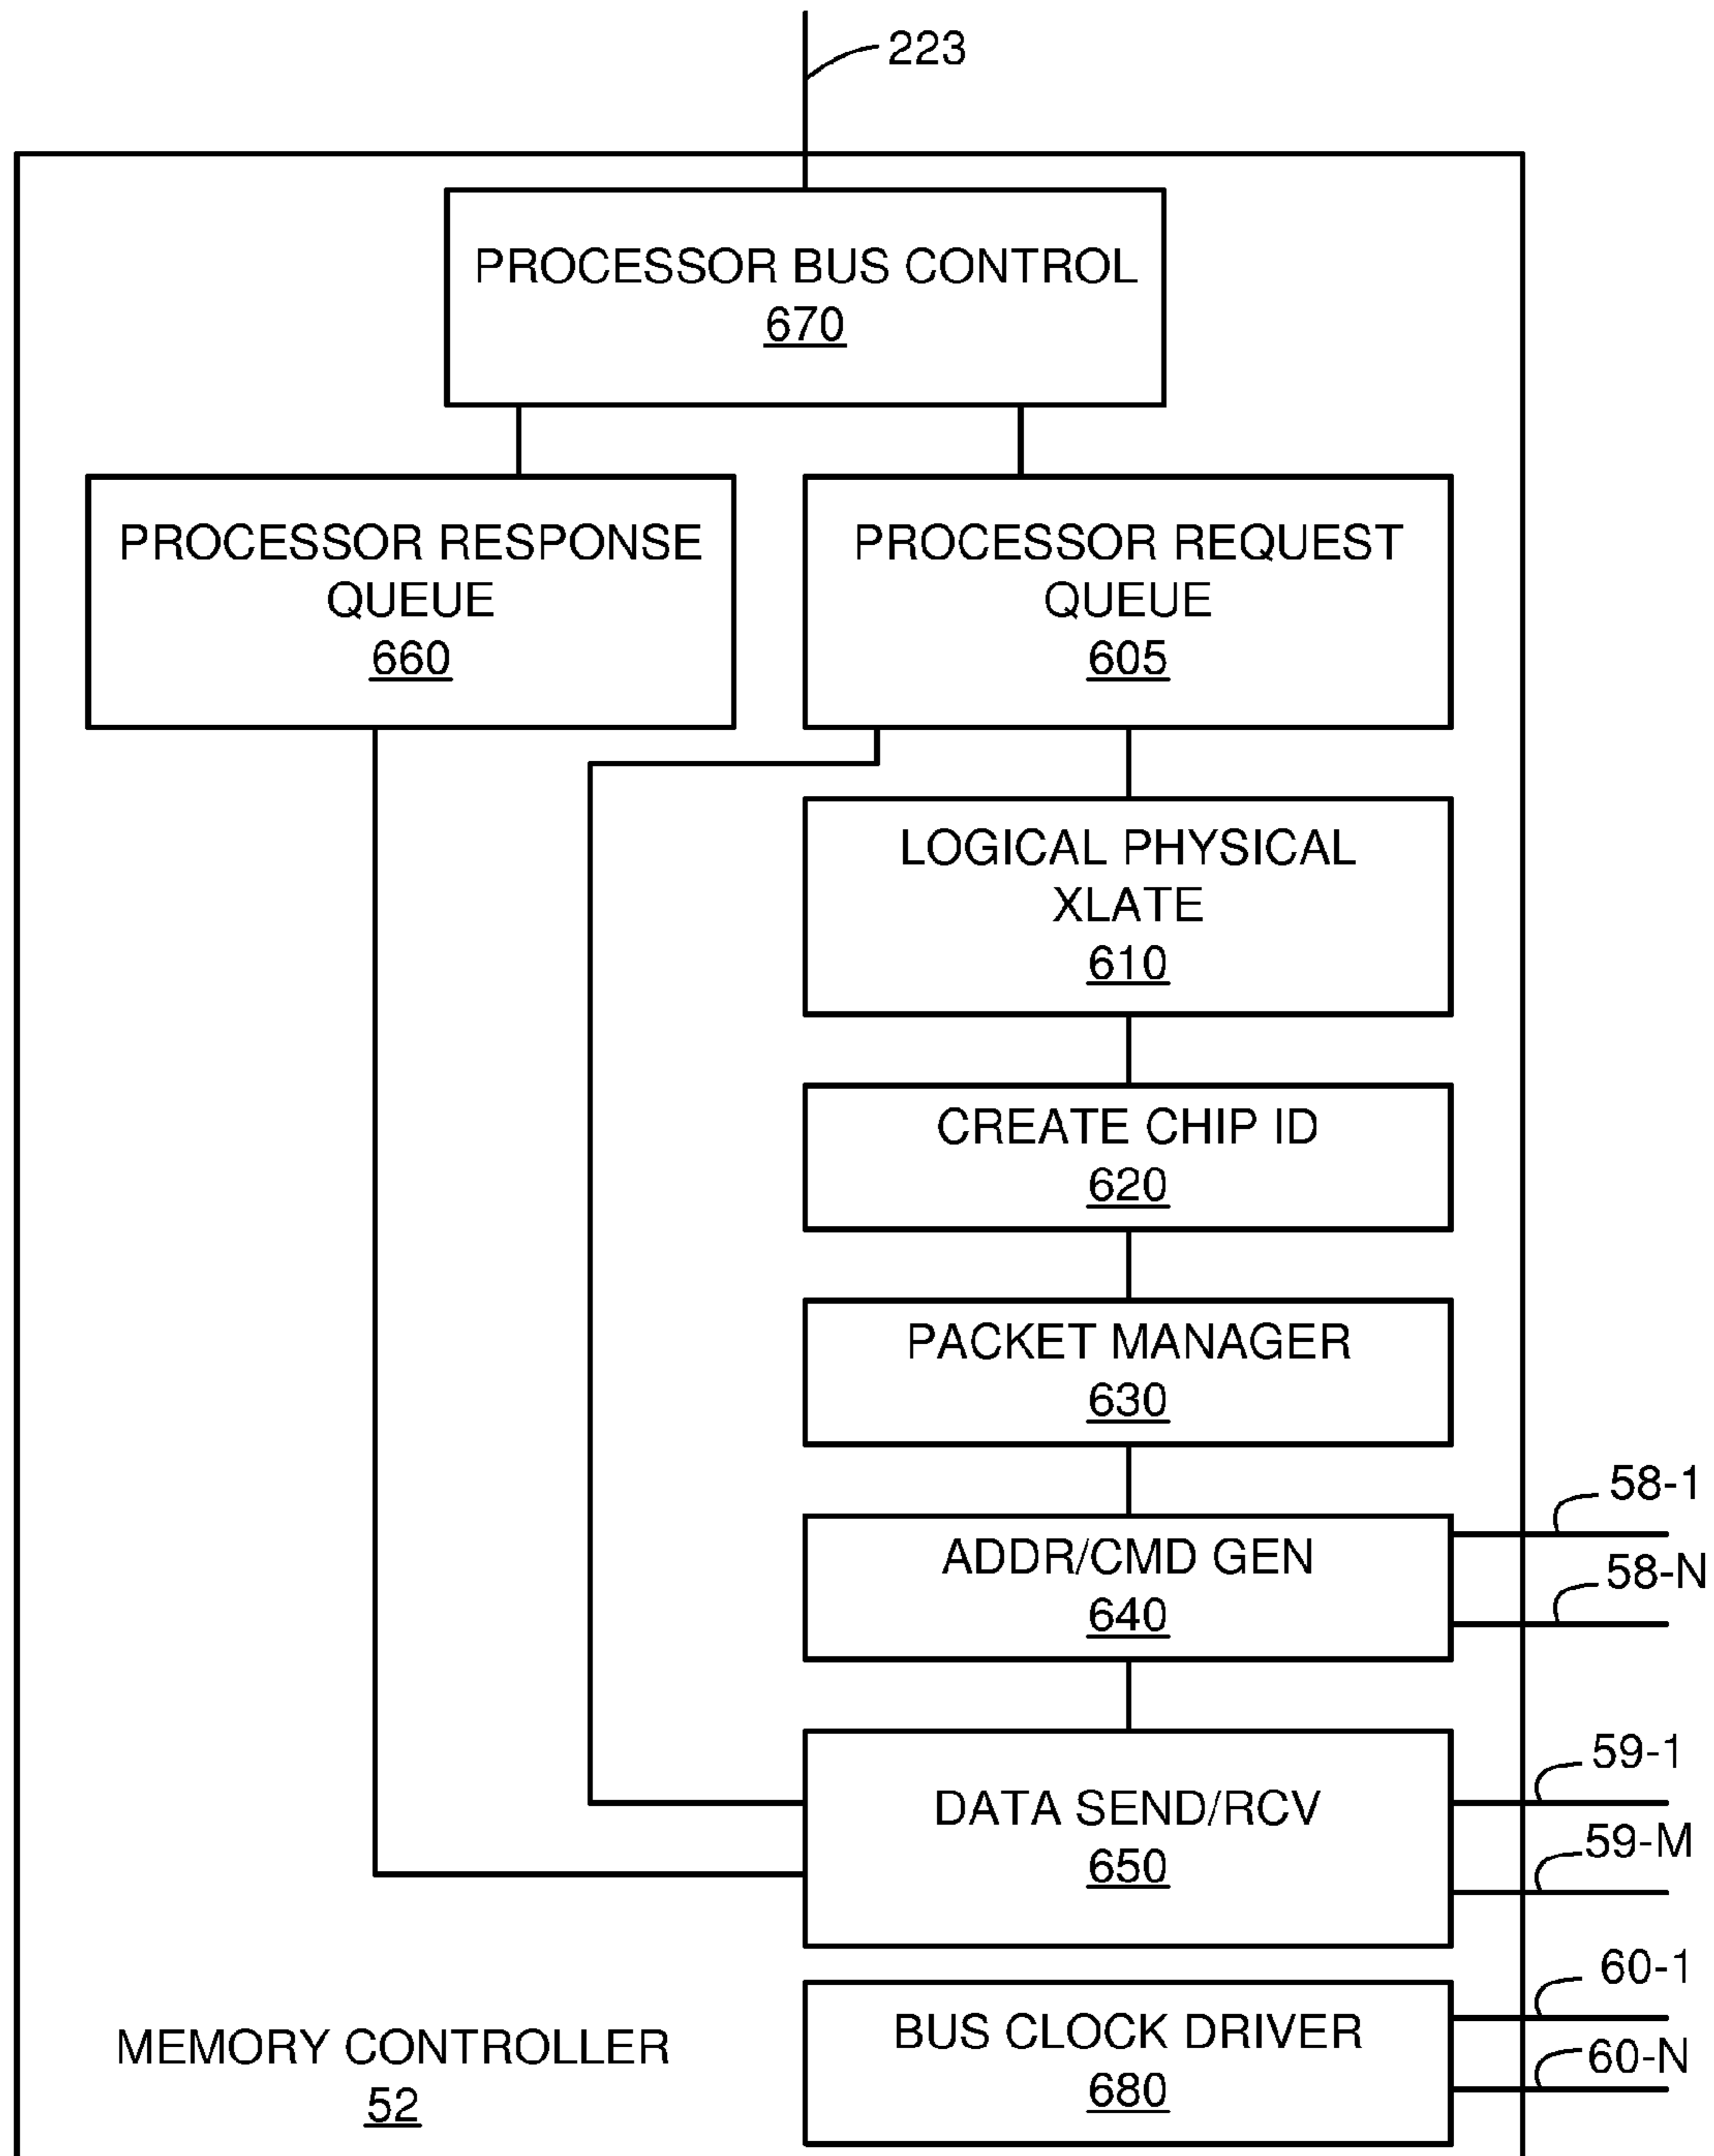 223
PROCESSOR BUS CONTROL
670
PROCESSOR RESPONSE
QUEUE
660
PROCESSOR REQUEST
QUEUE
605
LOGICAL PHYSICAL
XLATE
610
CREATE CHIP ID
620
PACKET MANAGER
630
ADDR/CMD GEN
640
58-1
58-N
DATA SEND/RCV
650
59-1
59-M
BUS CLOCK DRIVER
680
60-1
60-N
MEMORY CONTROLLER
52